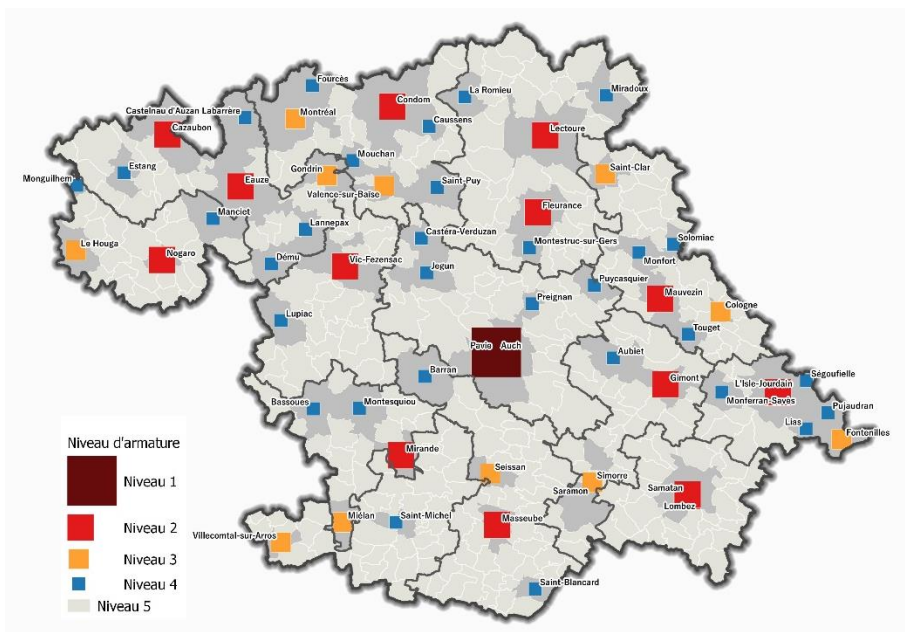 Fourcès
Condom
La Romieu
Miradoux
Castelnau d'Auzan Labarrère
Montréal
Cazaubon
Caussens
Lectoure
Mouchan
Estang
Gondrin
Saint-Clar
Monguilhem
Eauze
Valence-sur-Baïse
Saint-Puy
Fleurance
Manciet
Lannepax
Castéra-Verduzan
Solomiac
Le Houga
Montestruc-sur-Gers
Monfort
Nogaro
Dému
Vic-Fezensac
Jegun
Puycasquier
Mauvezin
Preignan
Cologne
Lupiac
Touget
Pavie
Auch
Aubiet
Barran
Gimont
L'Isle-Jourdain
Ségoufielle
Monferran-Savès
Bassoues
Montesquiou
Pujaudran
Lias
Fontenilles
Mirande
Seissan
Simorre
Saramon
Samatan
Lombez
Miélan
Saint-Michel
Masseube
Villecomtal-sur-Arros
Saint-Blancard
Niveau d'armature
Niveau 1
Niveau 2
Niveau 3
Niveau 4
Niveau 5